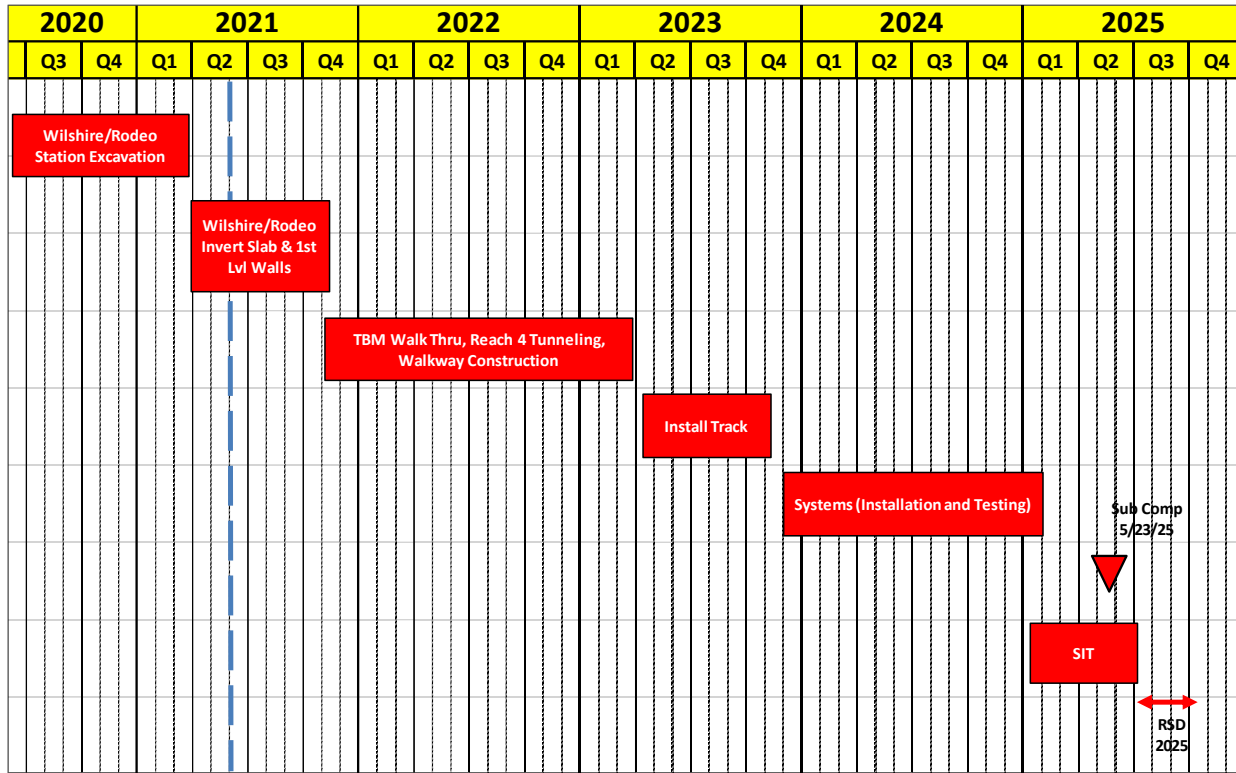 2020 2021 2022 2023 2024 2025
Q3 Q4 Q1 Q2 Q3 Q4 Q1 Q2 Q3 Q4 Q1 Q2 Q3 Q4 Q1 Q2 Q3 Q4 Q1 Q2 Q3 Q4
Wilshire/Rodeo
Station Excavation
Wilshire/Rodeo
Invert Slab & 1st
Lvl Walls
TBM Walk Thru, Reach 4 Tunneling,
Walkway Construction
Install Track
Systems (Installation and Testing)
Sub Comp
5/23/25
SIT
RSD
2025